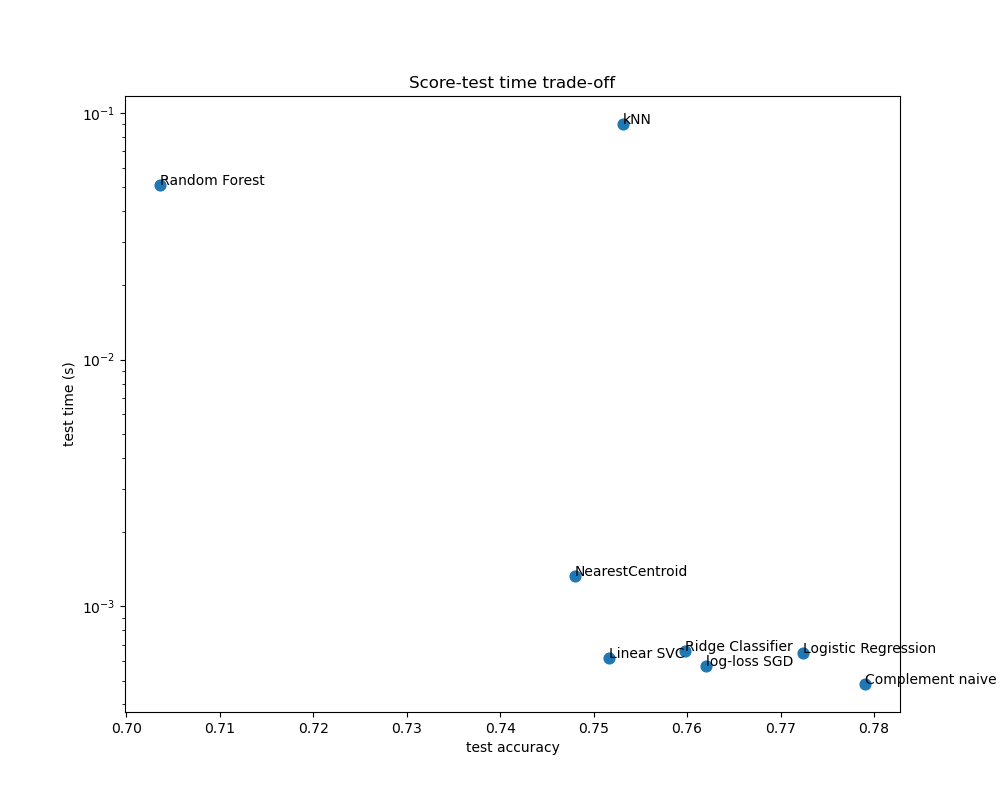 Score-test time trade-off
10⁻¹
kNN
Random Forest
10⁻²
test time (s)
NearestCentroid
10⁻³
Ridge Classifier
Logistic Regression
Linear SVC
log-loss SGD
Complement naive
0.70 0.71 0.72 0.73 0.74 0.75 0.76 0.77 0.78
test accuracy